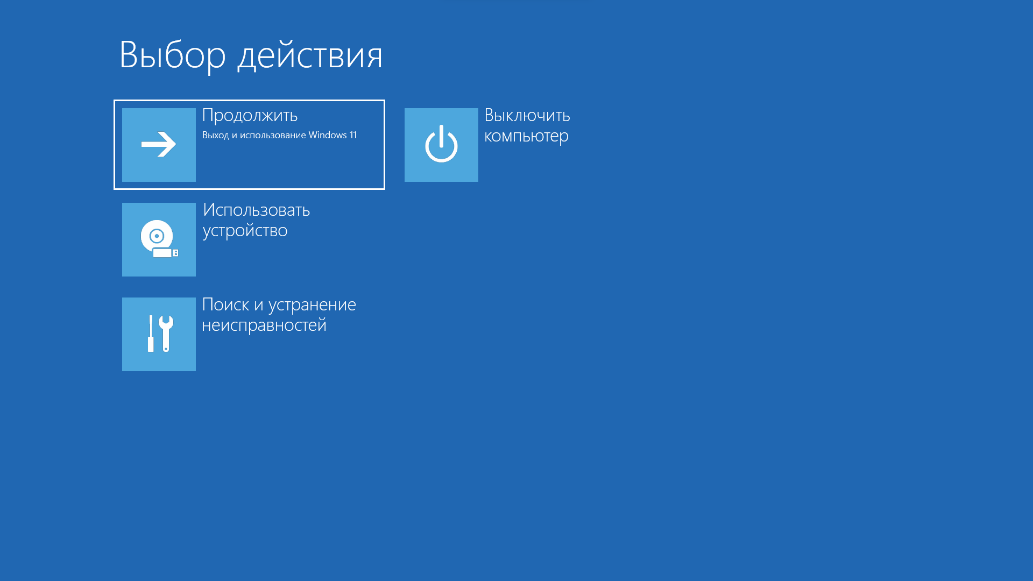 Выбор действия
Продолжить
Выход и использование Windows 11
Выключить
компьютер
Использовать
устройство
Поиск и устранение
неисправностей